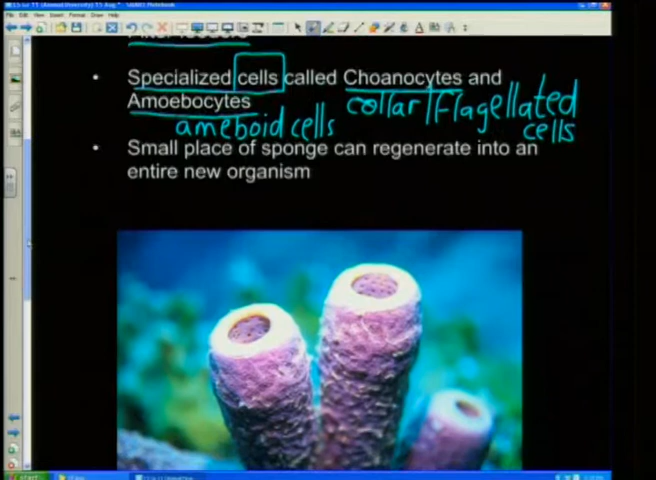 • Specialized cells called Choanocytes and
collar/flagellated
Amoebocytes
ameboid cells
cells
• Small place of sponge can regenerate into an
entire new organism